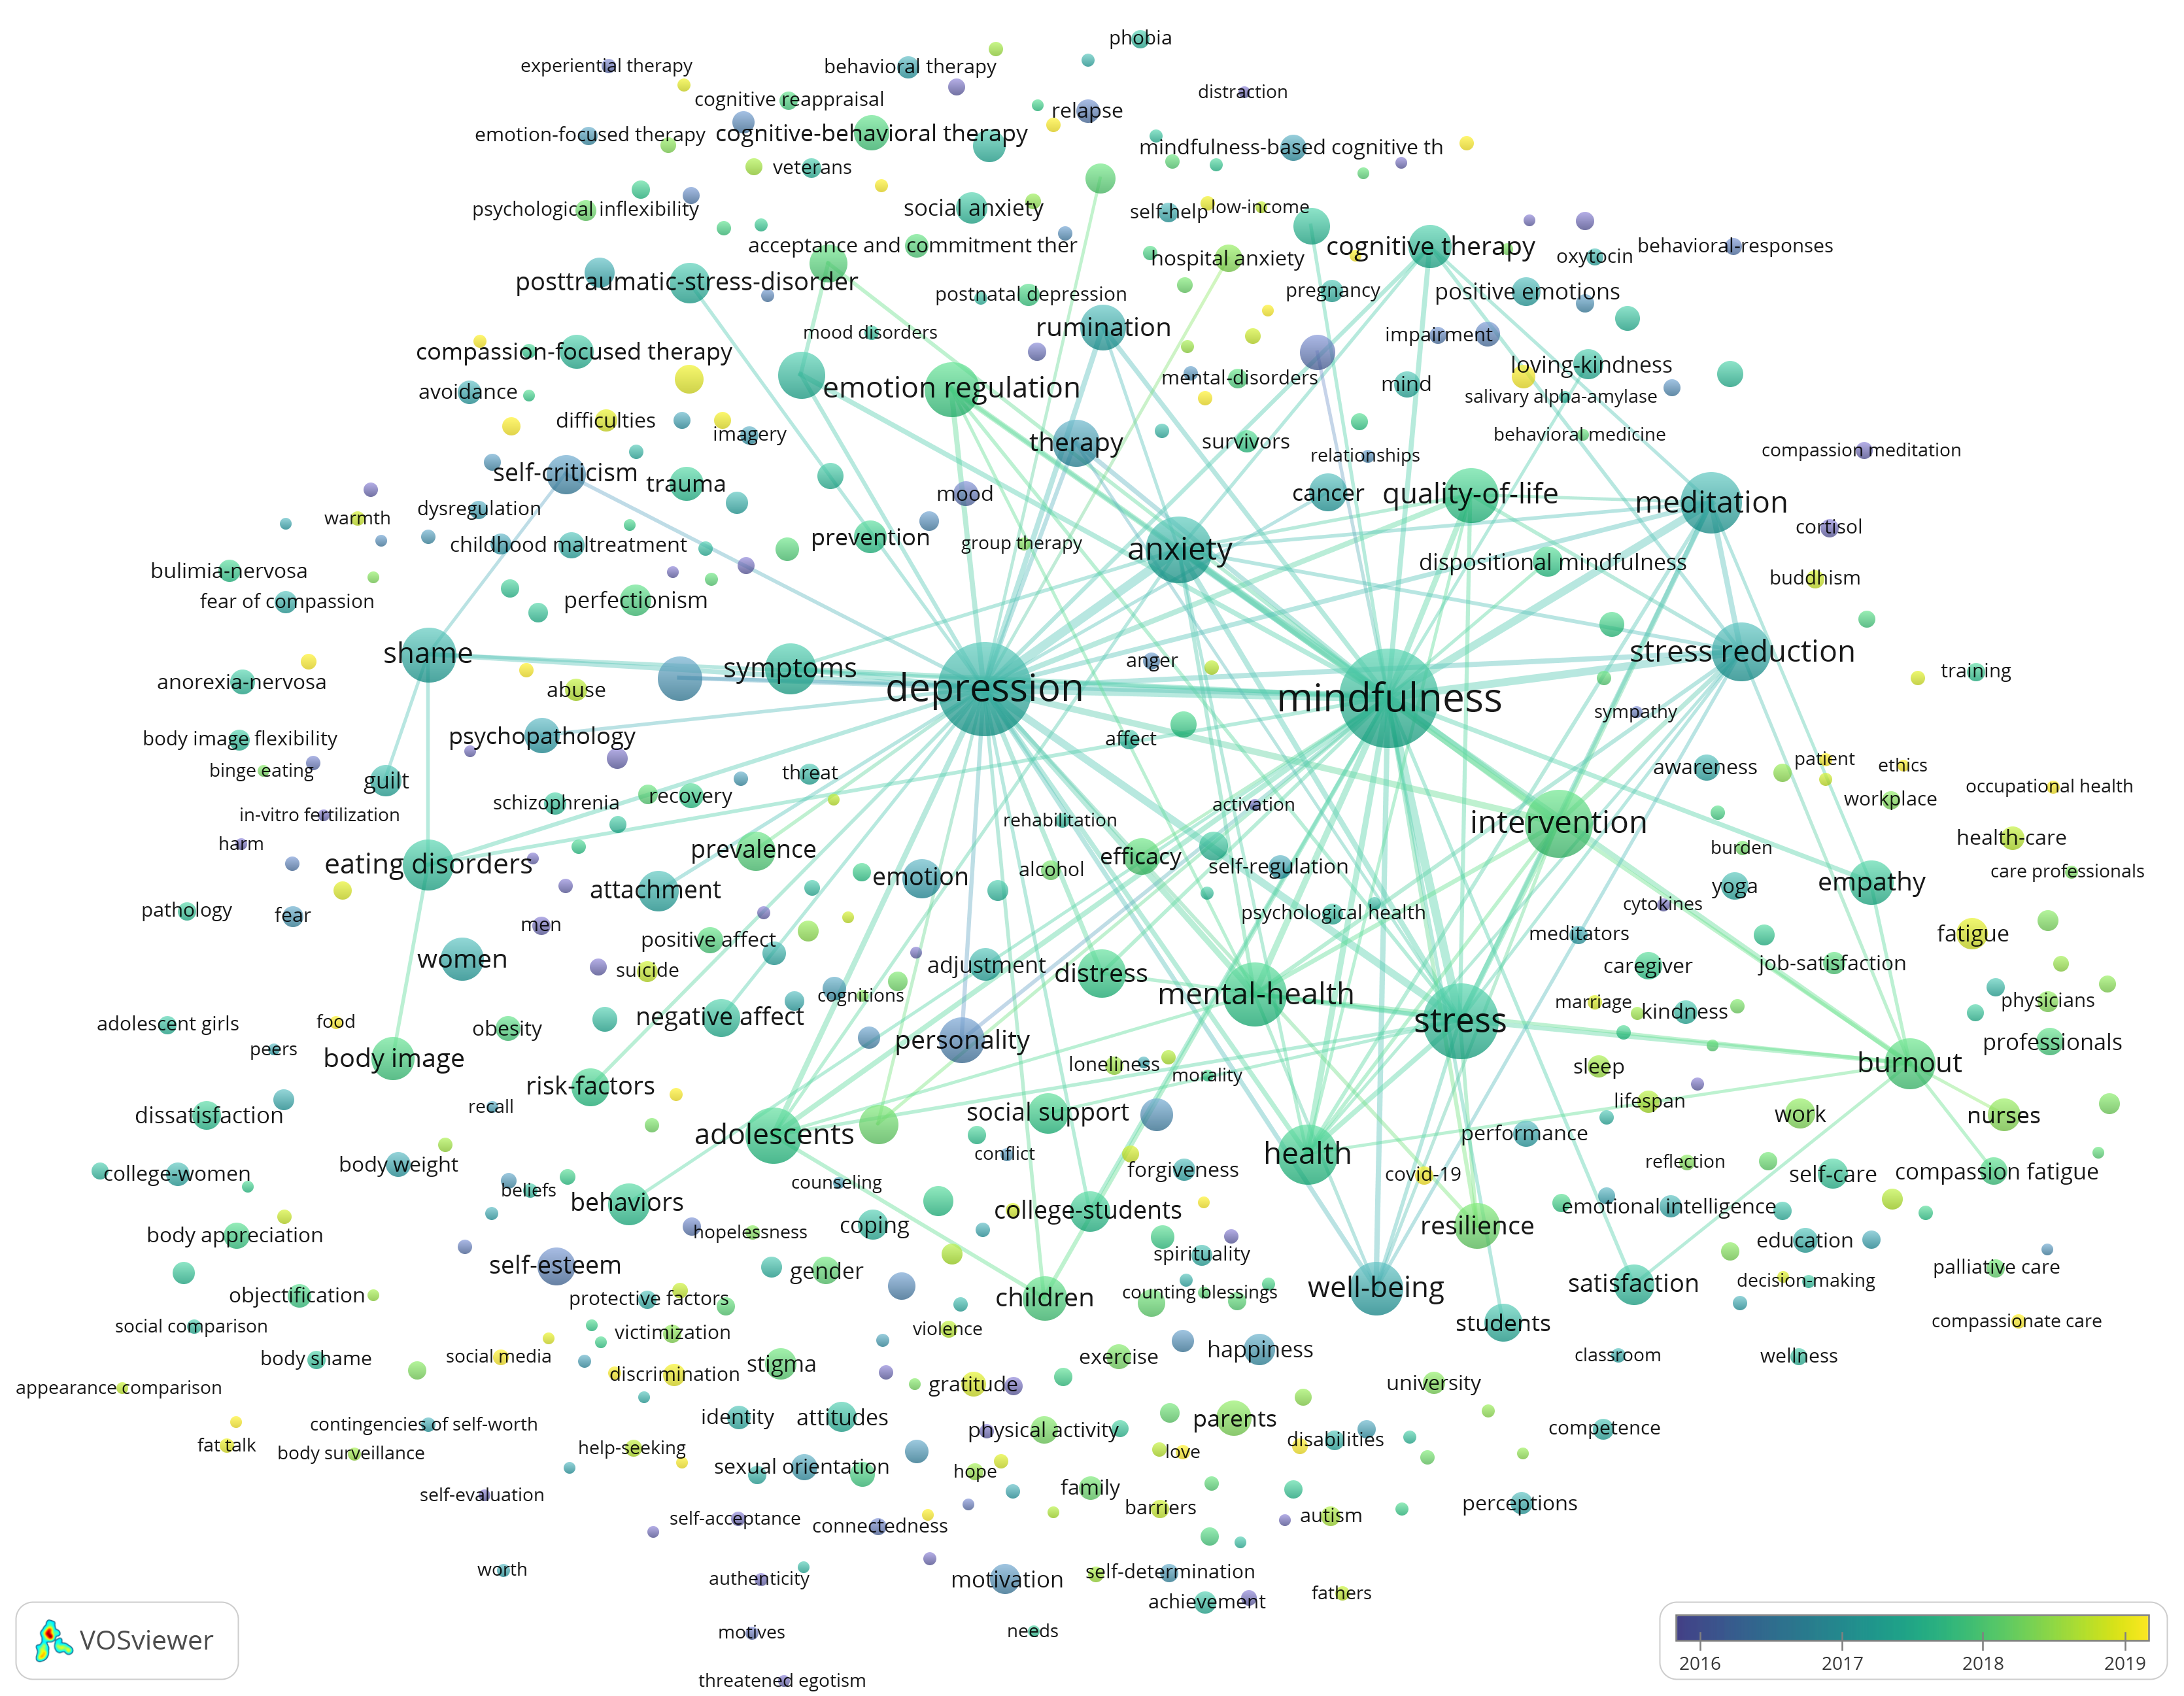 phobia
experiential therapy
behavioral therapy
distraction
cognitive reappraisal
relapse
emotion-focused therapy
cognitive-behavioral therapy
mindfulness-based cognitive th
veterans
psychological inflexibility
social anxiety
self-help
low-income
acceptance and commitment ther
cognitive therapy
behavioral-responses
hospital anxiety
oxytocin
posttraumatic-stress-disorder
postnatal depression
pregnancy
positive emotions
mood disorders
rumination
impairment
compassion-focused therapy
loving-kindness
avoidance
emotion regulation
mental-disorders
mind
salivary alpha-amylase
difficulties
imagery
therapy
survivors
behavioral medicine
relationships
compassion meditation
self-criticism
trauma
mood
cancer
quality-of-life
meditation
dysregulation
warmth
cortisol
childhood maltreatment
prevention
group therapy
anxiety
dispositional mindfulness
bulimia-nervosa
buddhism
fear of compassion
perfectionism
shame
symptoms
anger
stress reduction
anorexia-nervosa
abuse
depression
mindfulness
training
sympathy
body image flexibility
psychopathology
affect
binge eating
guilt
threat
awareness
patient
ethics
schizophrenia
recovery
activation
workplace
occupational health
in-vitro fertilization
rehabilitation
intervention
harm
prevalence
efficacy
burden
health-care
eating disorders
alcohol
self-regulation
care professionals
attachment
emotion
yoga
empathy
pathology
fear
men
psychological health
cytokines
meditators
fatigue
positive affect
women
suicide
adjustment
distress
caregiver
job-satisfaction
cognitions
mental-health
marriage
kindness
physicians
adolescent girls
food
obesity
negative affect
stress
peers
body image
personality
professionals
loneliness
morality
sleep
burnout
risk-factors
recall
lifespan
dissatisfaction
social support
work
nurses
adolescents
performance
college-women
body weight
conflict
forgiveness
health
covid-19
reflection
self-care
compassion fatigue
beliefs
counseling
behaviors
college-students
emotional intelligence
body appreciation
hopelessness
coping
resilience
self-esteem
gender
spirituality
education
palliative care
objectification
protective factors
children
counting blessings
well-being
satisfaction
decision-making
social comparison
victimization
violence
students
compassionate care
body shame
social media
stigma
exercise
happiness
classroom
wellness
appearance comparison
discrimination
gratitude
university
contingencies of self-worth
identity
attitudes
physical activity
parents
competence
fat talk
body surveillance
help-seeking
love
disabilities
sexual orientation
hope
self-evaluation
family
barriers
perceptions
self-acceptance
connectedness
autism
worth
authenticity
motivation
self-determination
achievement
fathers
motives
needs
threatened egotism
VOSviewer
2016 2017 2018 2019